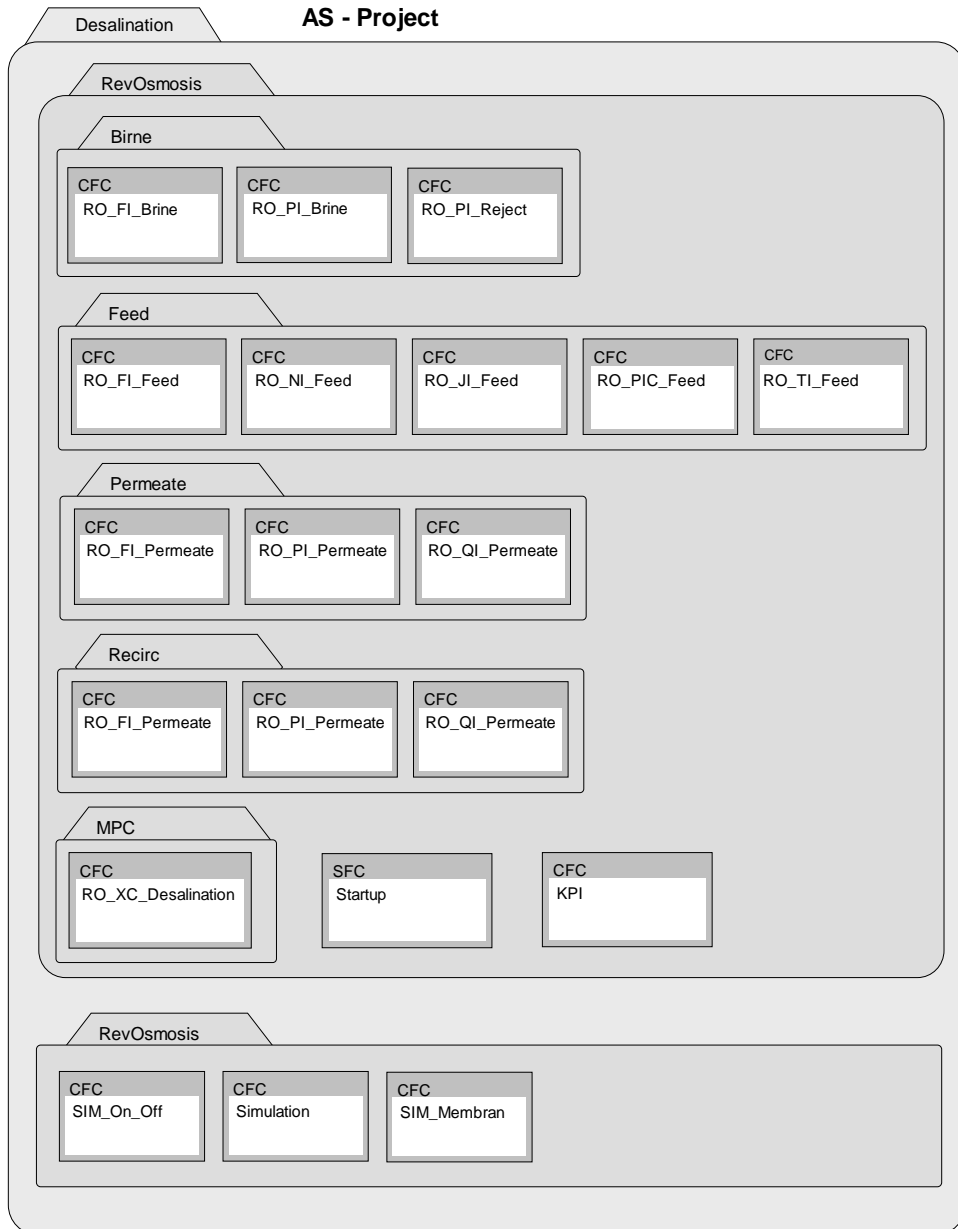 AS - Project
Desalination
RevOsmosis
Birne
CFC
RO_FI_Brine
CFC
RO_PI_Brine
CFC
RO_PI_Reject
Feed
CFC
RO_FI_Feed
CFC
RO_NI_Feed
CFC
RO_JI_Feed
CFC
RO_PIC_Feed
CFC
RO_TI_Feed
Permeate
CFC
RO_FI_Permeate
CFC
RO_PI_Permeate
CFC
RO_QI_Permeate
Recirc
CFC
RO_FI_Permeate
CFC
RO_PI_Permeate
CFC
RO_QI_Permeate
MPC
CFC
RO_XC_Desalination
SFC
Startup
CFC
KPI
RevOsmosis
CFC
SIM_On_Off
CFC
Simulation
CFC
SIM_Membran